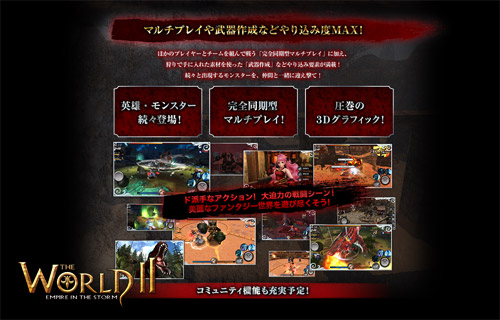 マルチプレイや武器作成などやり込み度MAX!
ほかのプレイヤーとチームを組んで戦う「完全同期型マルチプレイ」に加え、
狩りで手に入れた素材を使った「武器作成」などやり込み要素が満載!
続々と出現するモンスターを、仲間と一緒に迎え撃て!
英雄・モンスター
続々登場!
完全同期型
マルチプレイ!
圧巻の
3Dグラフィック!
ド派手なアクション! 大迫力の戦闘シーン!
美麗なファンタジー世界を遊び尽くそう!
THE
WORLD II
EMPIRE IN THE STORM
コミュニティ機能も充実予定!